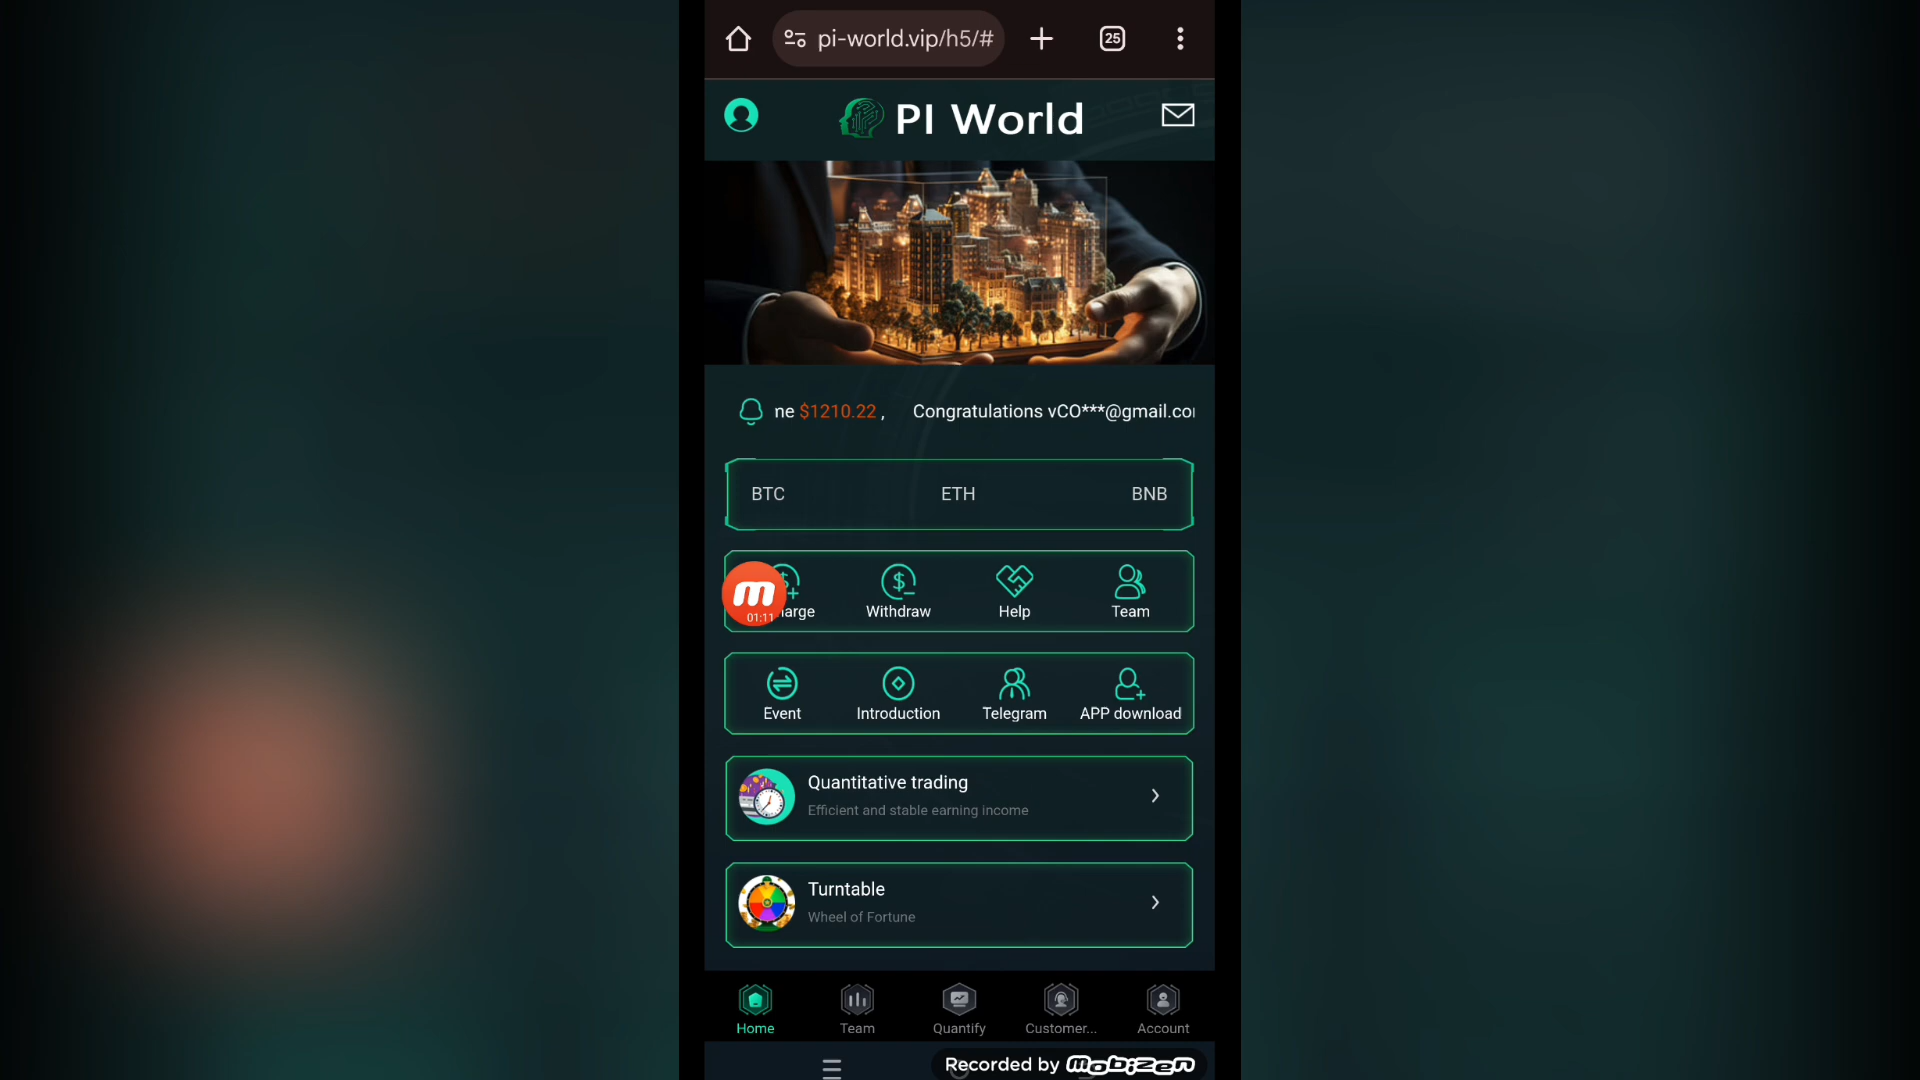 pi-world.vip/h5/#
25
PI World
ne $1210.22 ,
Congratulations vCO***@gmail.co
BTC
ETH
BNB
m
01:11
arge
Withdraw
Help
Team
Event
Introduction
Telegram
APP download
Quantitative trading
Efficient and stable earning income
Turntable
Wheel of Fortune
Home
Team
Quantify
Customer...
Account
Recorded by mobizen